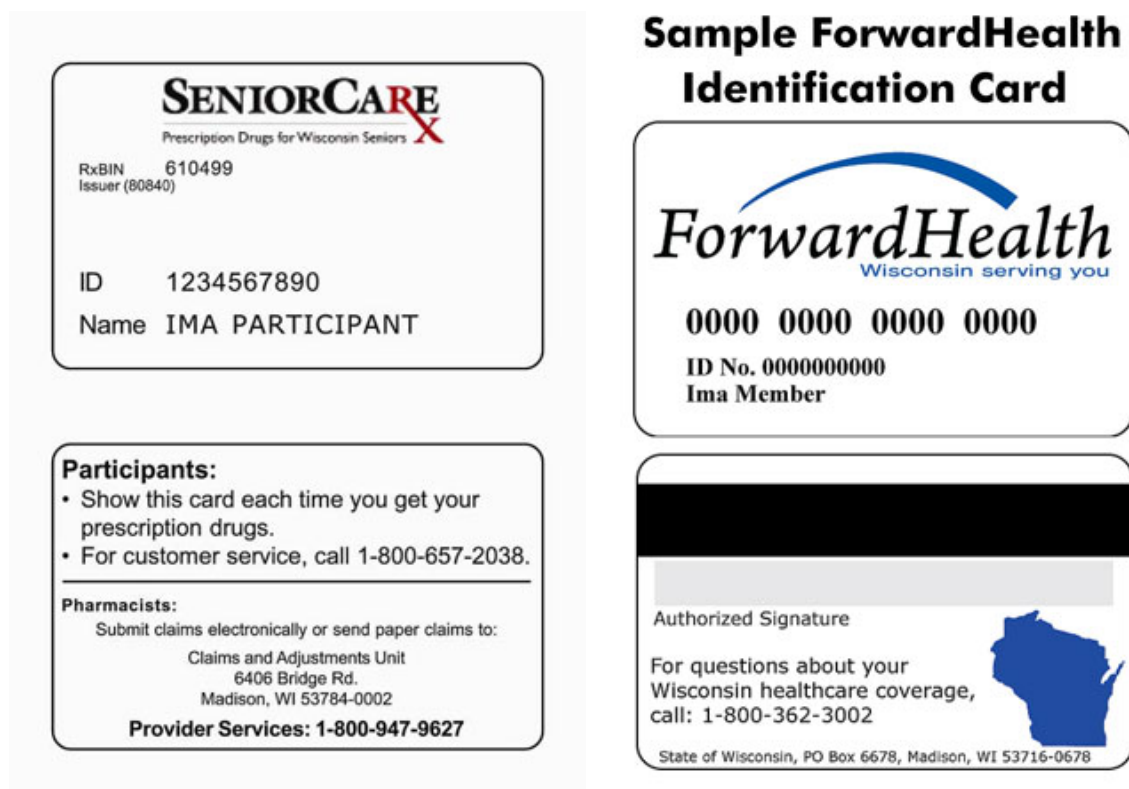 SENIORCARE
Rx
Prescription Drugs for Wisconsin Seniors
RxBIN 610499
Issuer (80840)
ID 1234567890
Name IMA PARTICIPANT
Participants:
• Show this card each time you get your
prescription drugs.
• For customer service, call 1-800-657-2038.
Pharmacists:
Submit claims electronically or send paper claims to:
Claims and Adjustments Unit
6406 Bridge Rd.
Madison, WI 53784-0002
Provider Services: 1-800-947-9627
Sample ForwardHealth
Identification Card
ForwardHealth
Wisconsin serving you
0000 0000 0000 0000
ID No. 0000000000
Ima Member
Authorized Signature
For questions about your
Wisconsin healthcare coverage,
call: 1-800-362-3002
State of Wisconsin, PO Box 6678, Madison, WI 53716-0678